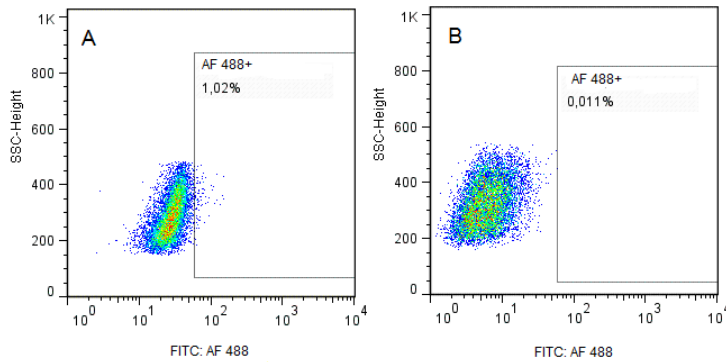 A
AF 488+
1,02%
SSC-Height
1K
800
600
400
200
0
10^0
10^1
10^2
10^3
10^4
FITC: AF 488
B
AF 488+
0,011%
SSC-Height
1K
800
600
400
200
0
10^0
10^1
10^2
10^3
10^4
FITC: AF 488